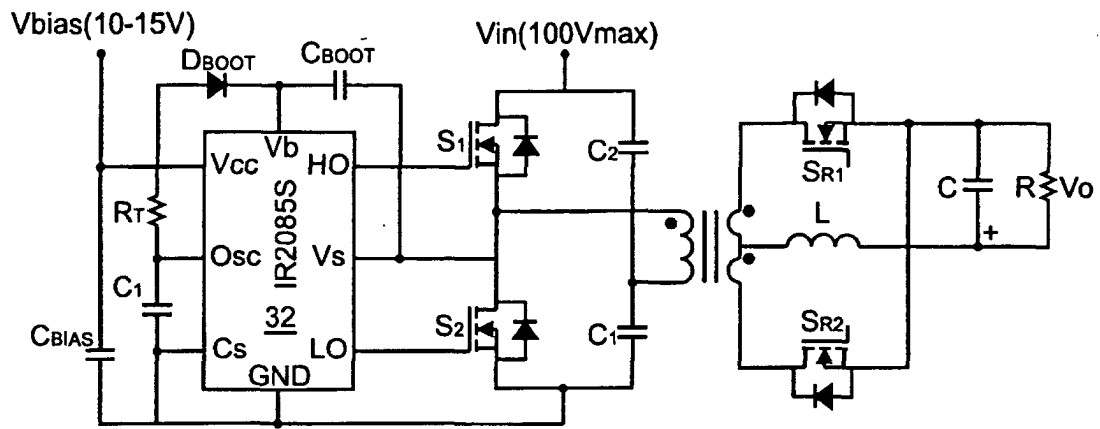 Vbias(10-15V)
DBOOT
CBOOT
Vin(100Vmax)
Vb
Vcc
HO
S1
C2
SR1
RT
IR2085S
L
C
R
Vo
+
Osc
Vs
C1
32
S2
C1
SR2
CBIAS
Cs
LO
GND